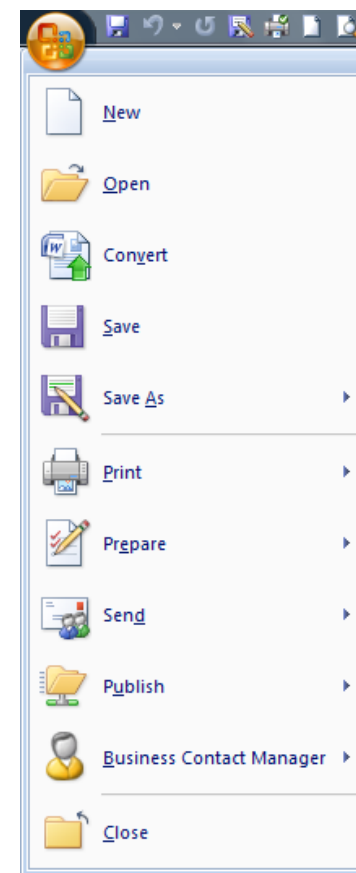 New
Open
Convert
Save
Save As
Print
Prepare
Send
Publish
Business Contact Manager
Close